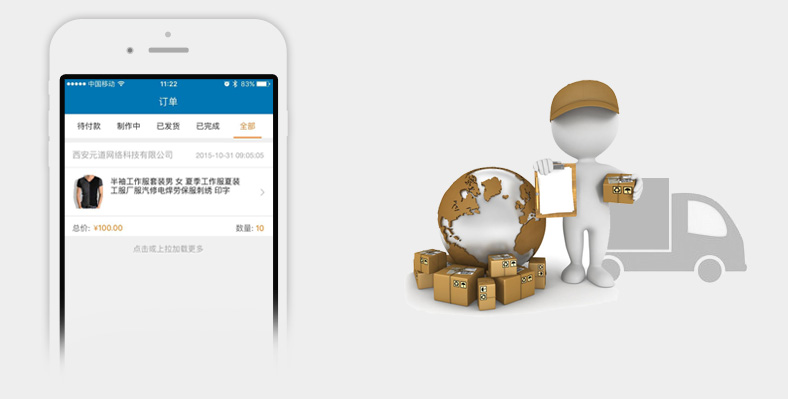 中国移动 11:22 83%
订单
待付款 制作中 已发货 已完成 全部
西安元道网络科技有限公司 2015-10-31 09:05:05
半袖工作服套装男 女 夏季工作服夏装
工服厂服汽修电焊劳保服刺绣 印字
总价: ¥100.00 数量: 10
点击或上拉加载更多